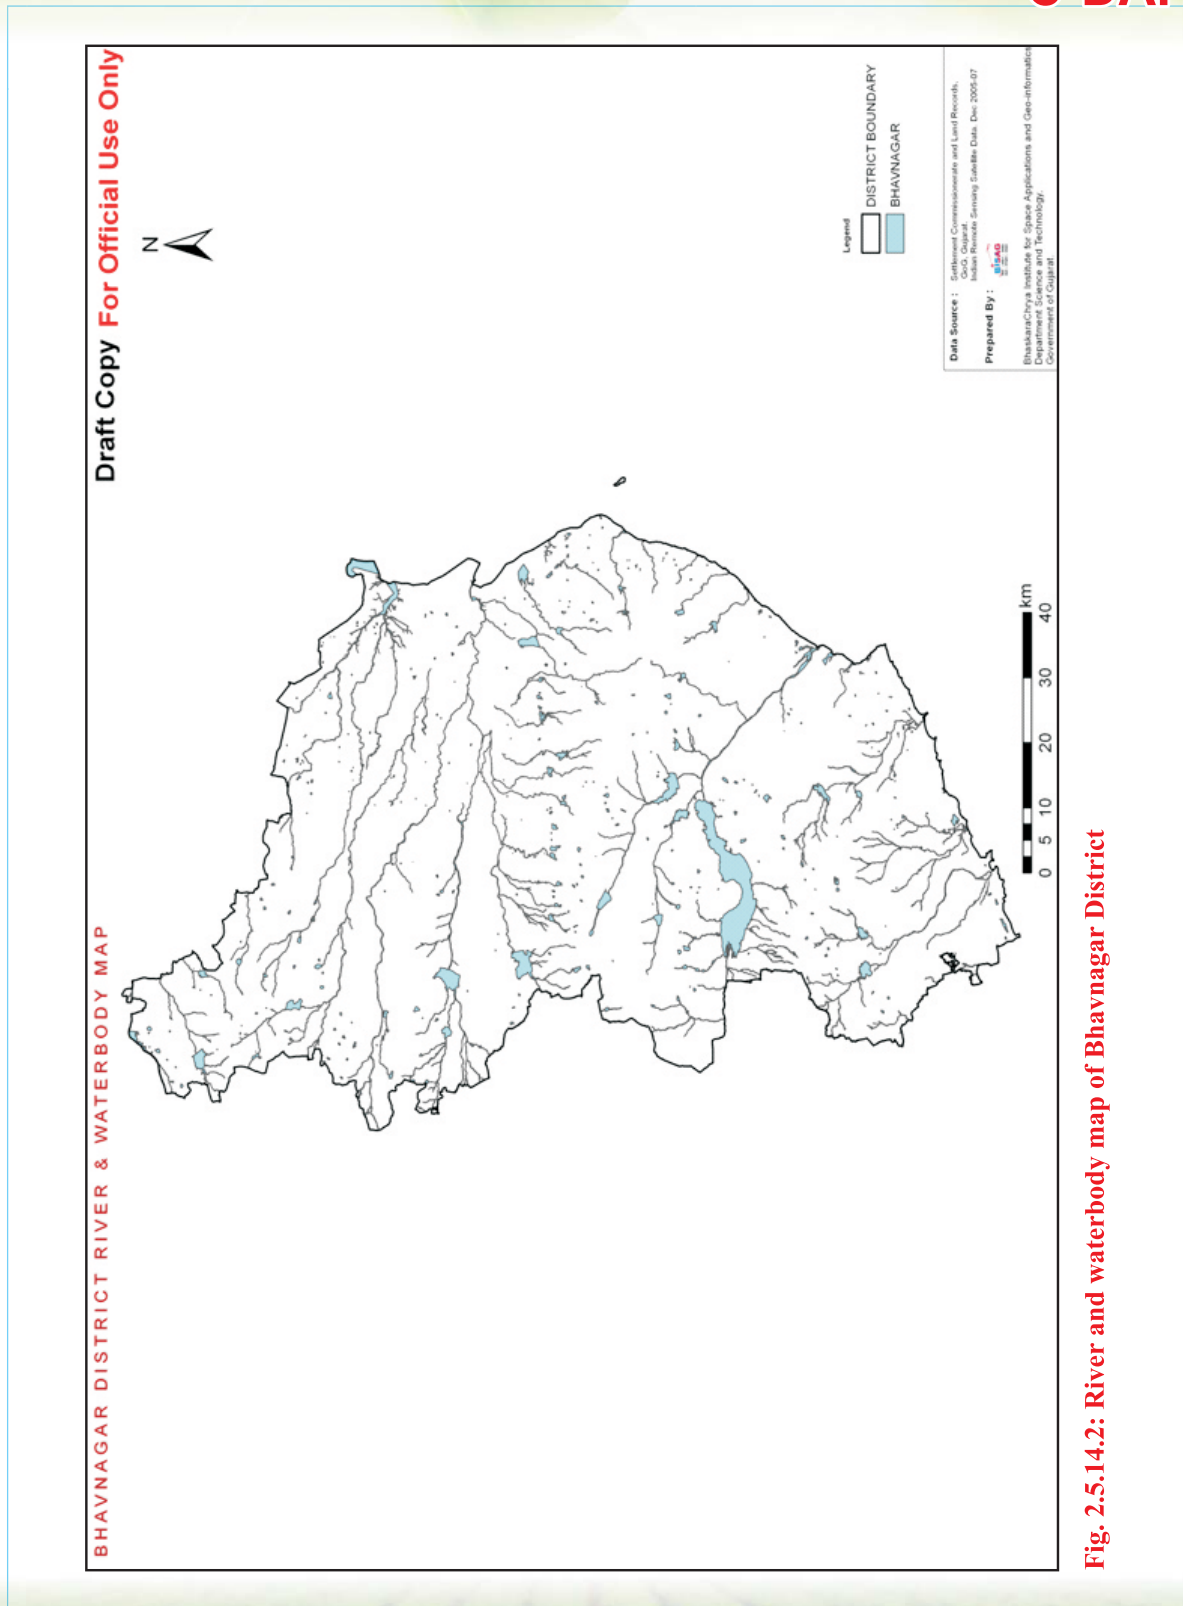 BHAVNAGAR DISTRICT RIVER & WATERBODY MAP
Draft Copy For Official Use Only
N
Legend
DISTRICT BOUNDARY
BHAVNAGAR
Data Source : Settlement Commissionerate and Land Records,
GoG, Gujarat.
Indian Remote Sensing Satellite Data. Dec 2005-07
Prepared By :
BISAG
BhaskaraChrya Institute for Space Applications and Geo-informatics
Department Science and Technology.
Government of Gujarat.
0 5 10 20 30 40
km
Fig. 2.5.14.2: River and waterbody map of Bhavnagar District